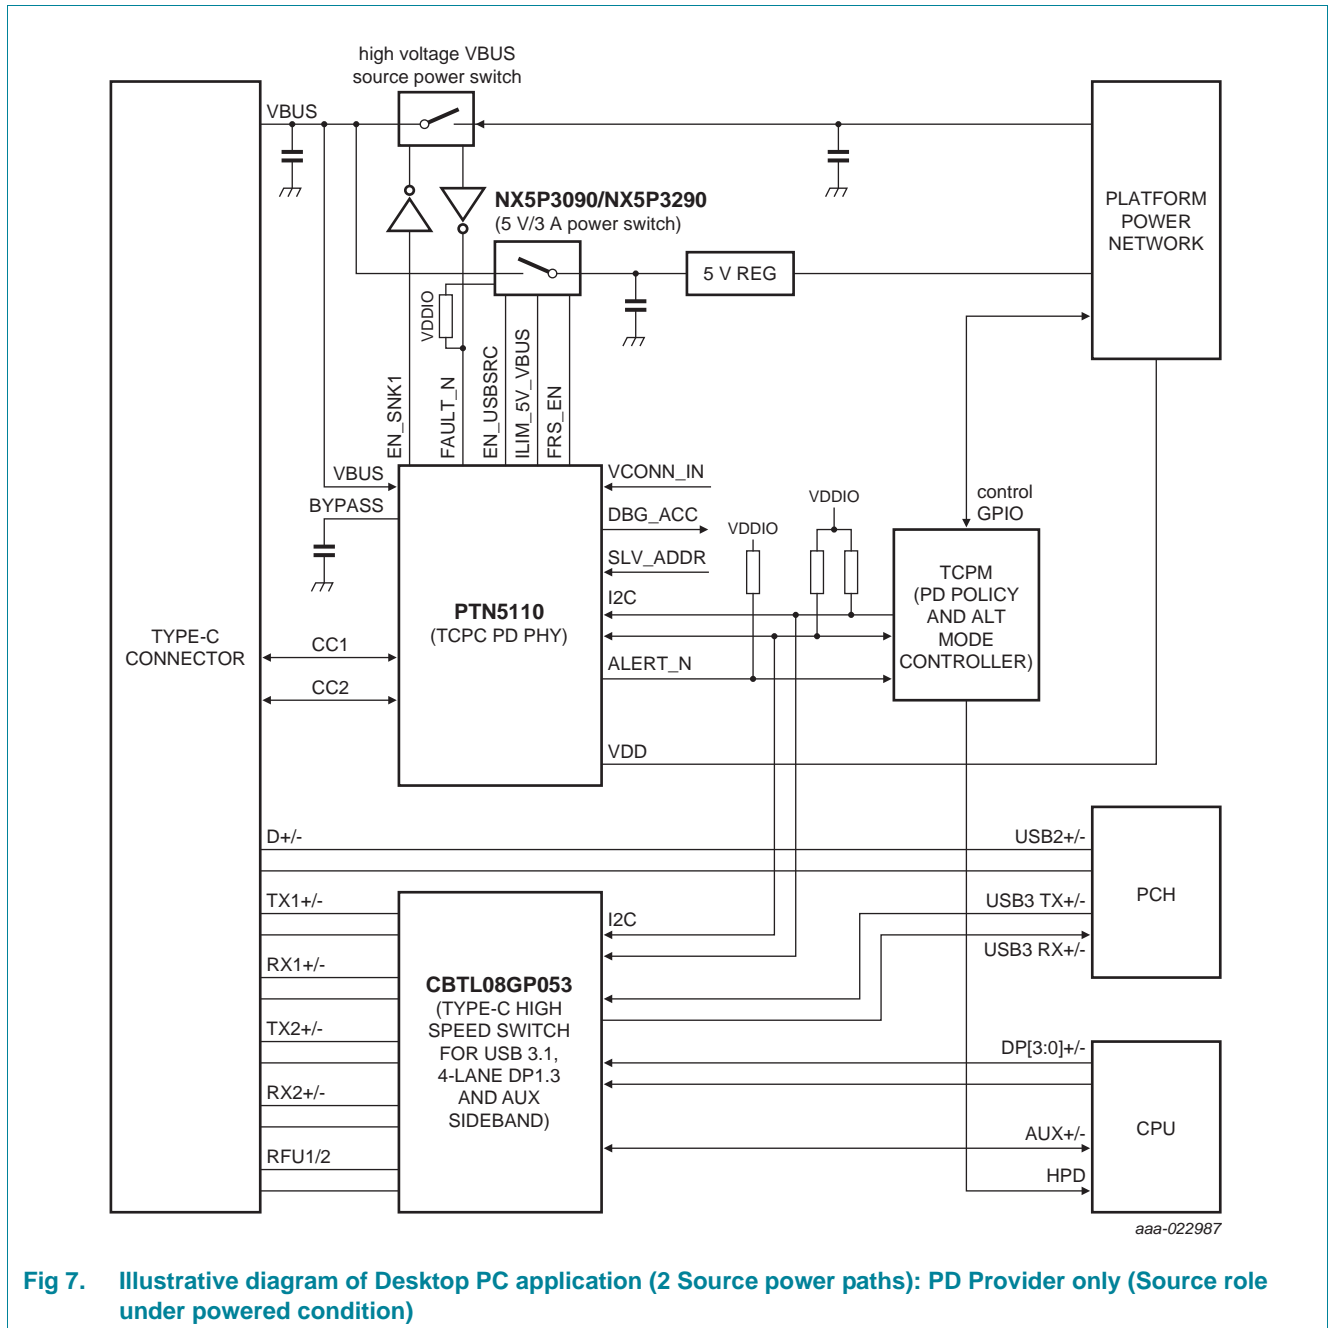 high voltage VBUS
source power switch
VBUS
NX5P3090/NX5P3290
(5 V/3 A power switch)
PLATFORM
POWER
NETWORK
5 V REG
VDDIO
EN_SNK1
FAULT_N
EN_USBSRC
ILIM_5V_VBUS
FRS_EN
VBUS
BYPASS
VCONN_IN
DBG_ACC
SLV_ADDR
I2C
ALERT_N
VDD
PTN5110
(TCPC PD PHY)
VDDIO
VDDIO
control
GPIO
TCPM
(PD POLICY
AND ALT
MODE
CONTROLLER)
TYPE-C
CONNECTOR
CC1
CC2
D+/-
TX1+/-
RX1+/-
TX2+/-
RX2+/-
RFU1/2
I2C
CBTL08GP053
(TYPE-C HIGH
SPEED SWITCH
FOR USB 3.1,
4-LANE DP1.3
AND AUX
SIDEBAND)
USB2+/-
USB3 TX+/-
USB3 RX+/-
PCH
DP[3:0]+/-
AUX+/-
HPD
CPU
aaa-022987
Fig 7. Illustrative diagram of Desktop PC application (2 Source power paths): PD Provider only (Source role
under powered condition)